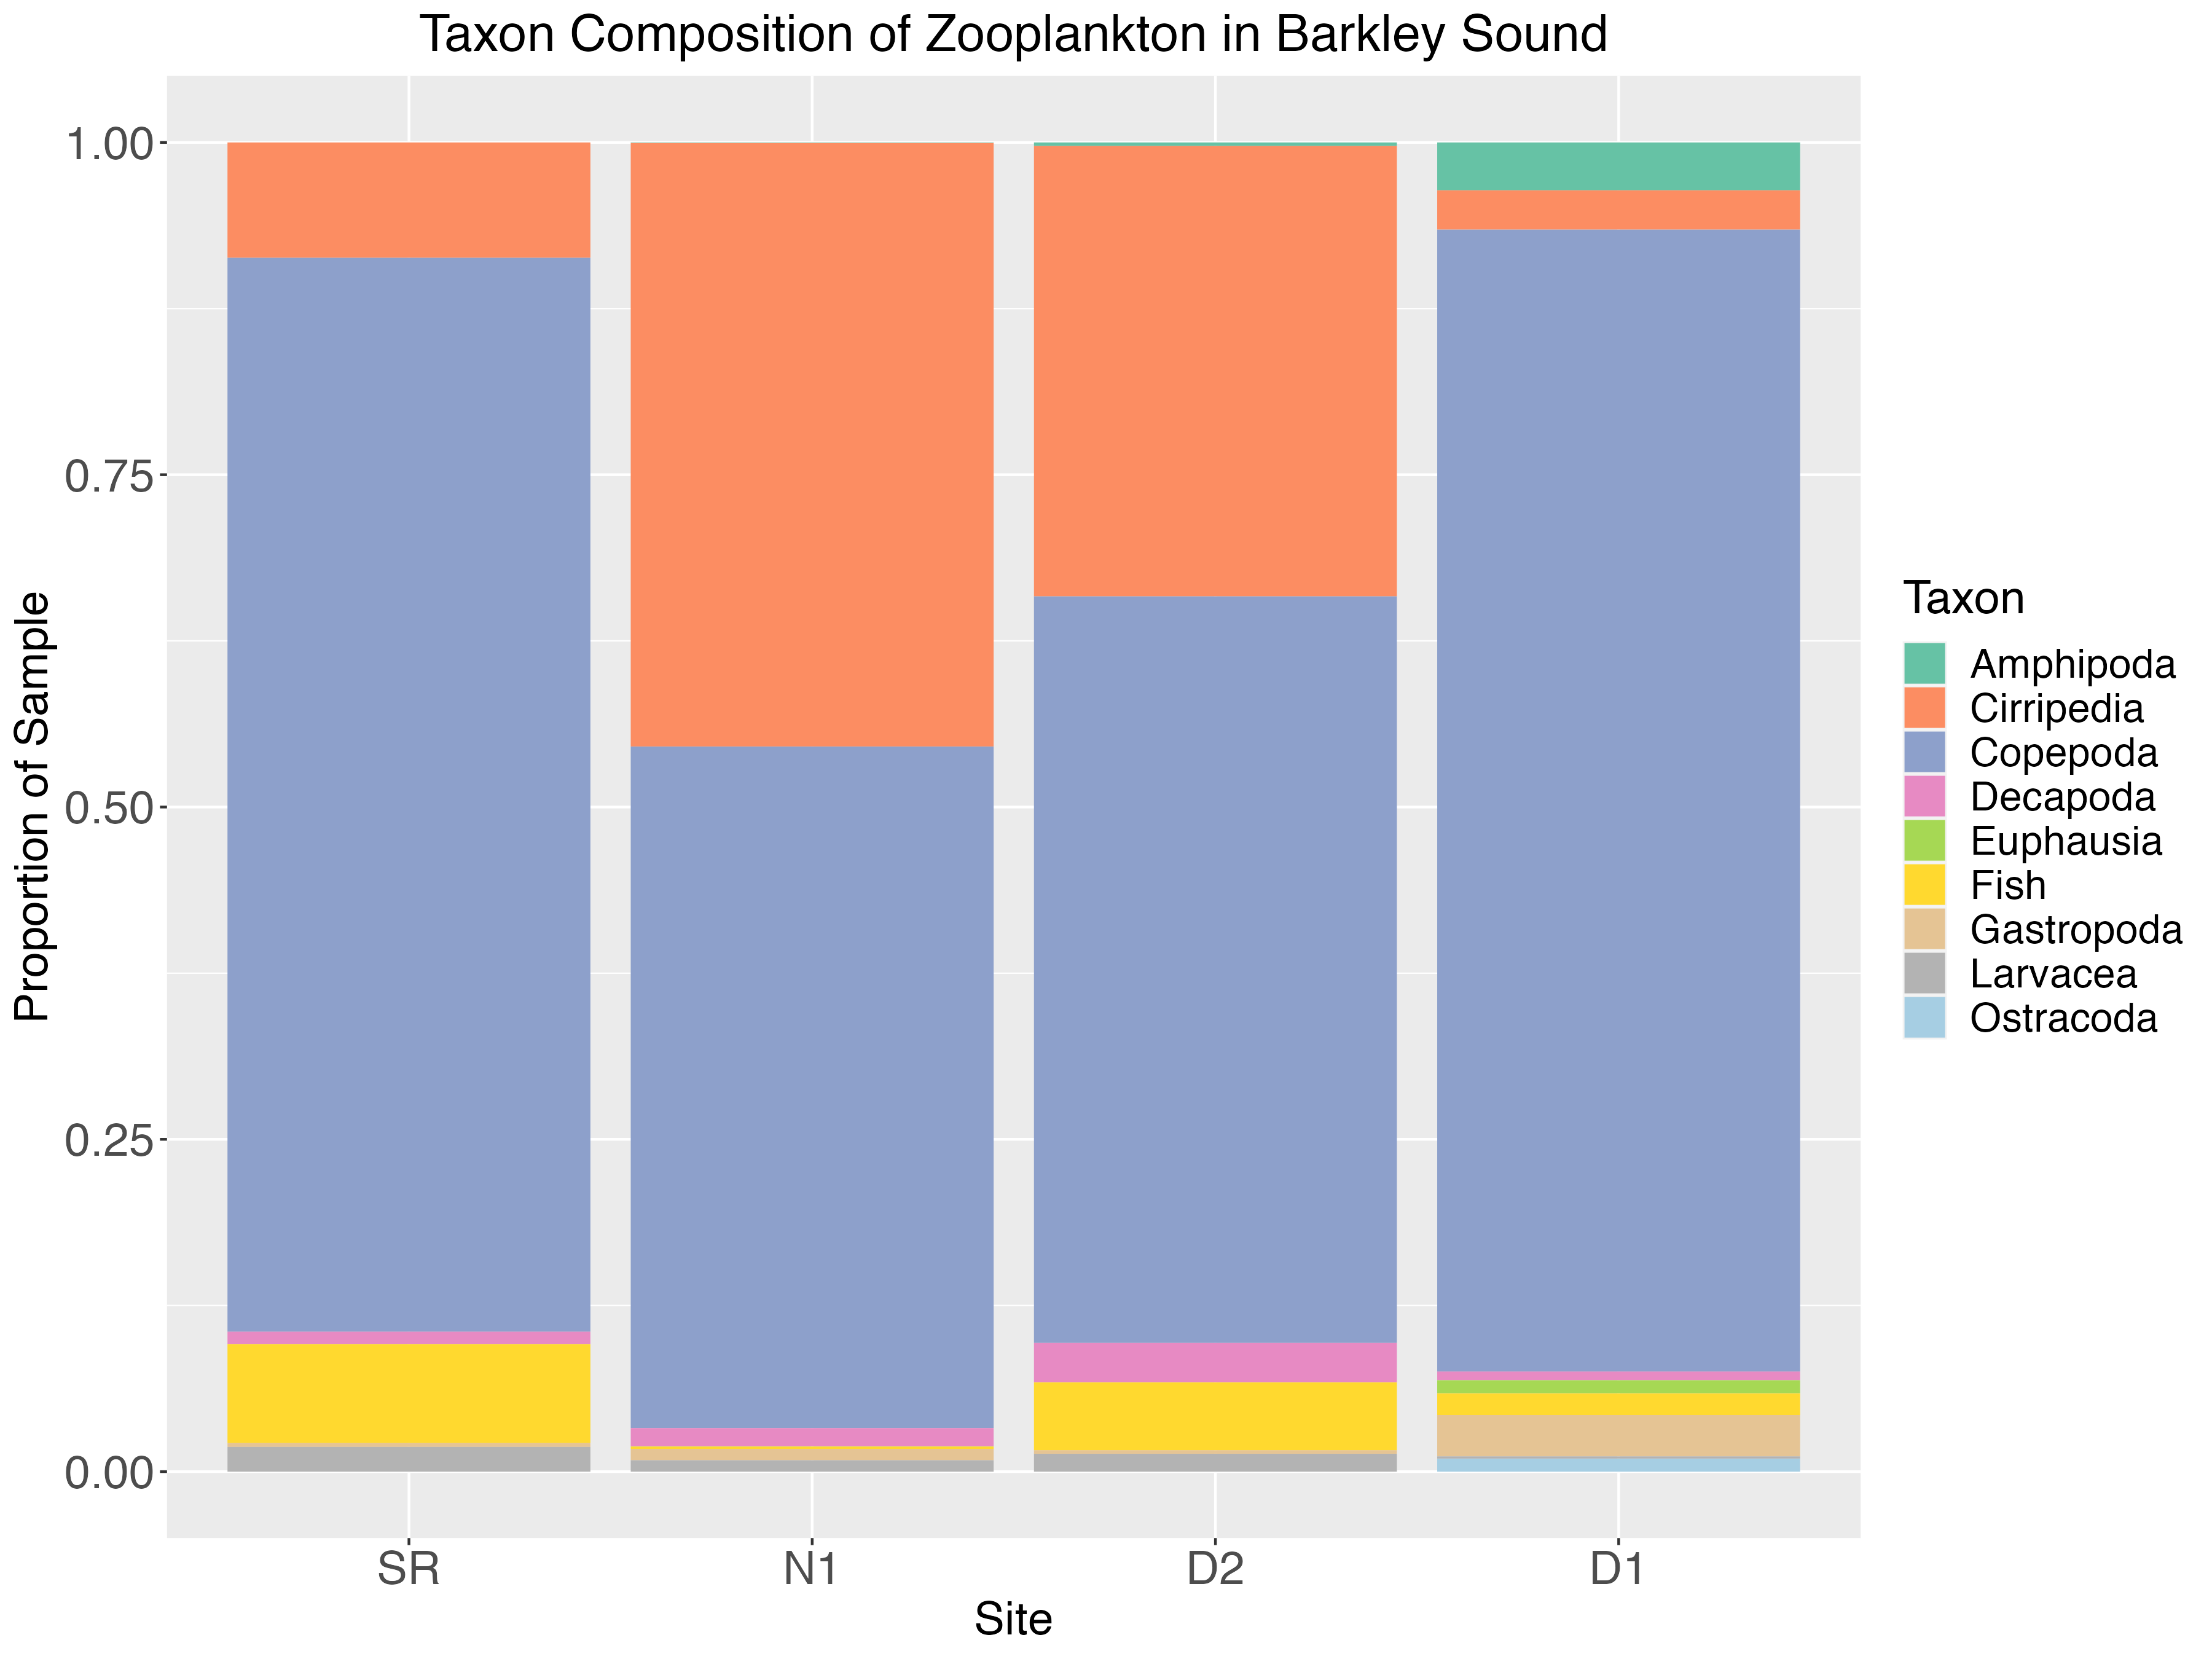 Taxon Composition of Zooplankton in Barkley Sound
Proportion of Sample
1.00
0.75
0.50
0.25
0.00
SR
N1
D2
D1
Site
Taxon
Amphipoda
Cirripedia
Copepoda
Decapoda
Euphausia
Fish
Gastropoda
Larvacea
Ostracoda